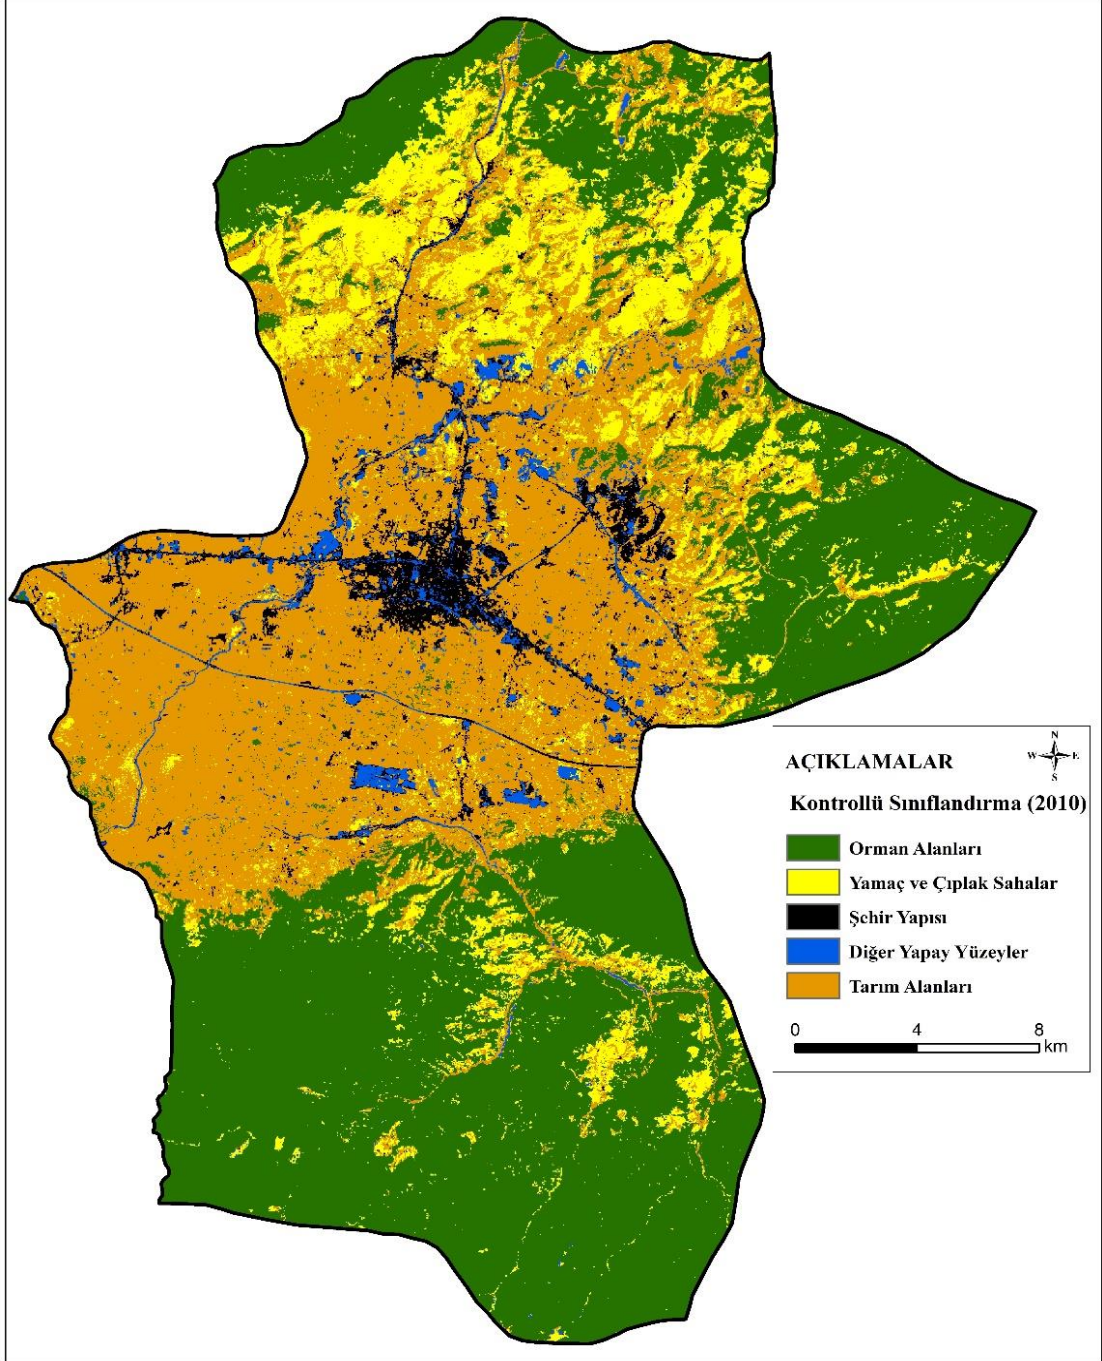 N
W E
S
AÇIKLAMALAR
Kontrollü Sınıflandırma (2010)
Orman Alanları
Yamaç ve Çıplak Sahalar
Şehir Yapısı
Diğer Yapay Yüzeyler
Tarım Alanları
0 4 8
km